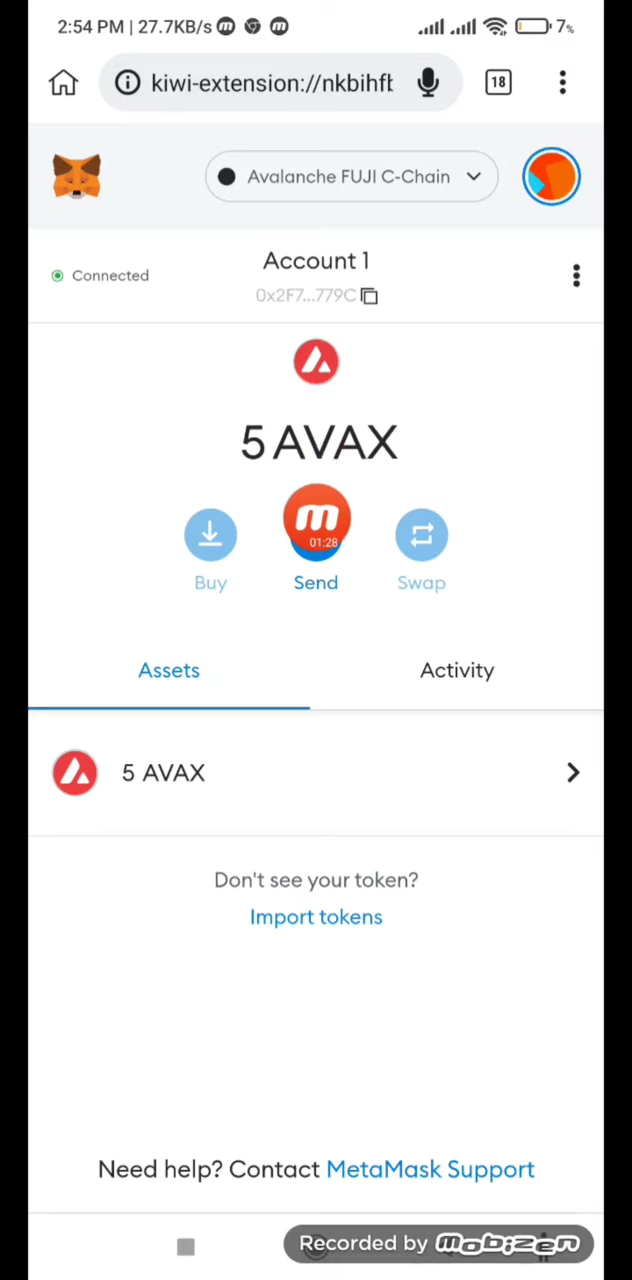 2:54 PM | 27.7KB/s 7%
kiwi-extension://nkbihfb 18
Avalanche FUJI C-Chain
Connected
Account 1
0x2F7...779C
5 AVAX
m
01:28
Buy Send Swap
Assets Activity
5 AVAX
Don't see your token?
Import tokens
Need help? Contact MetaMask Support
Recorded by mobizen